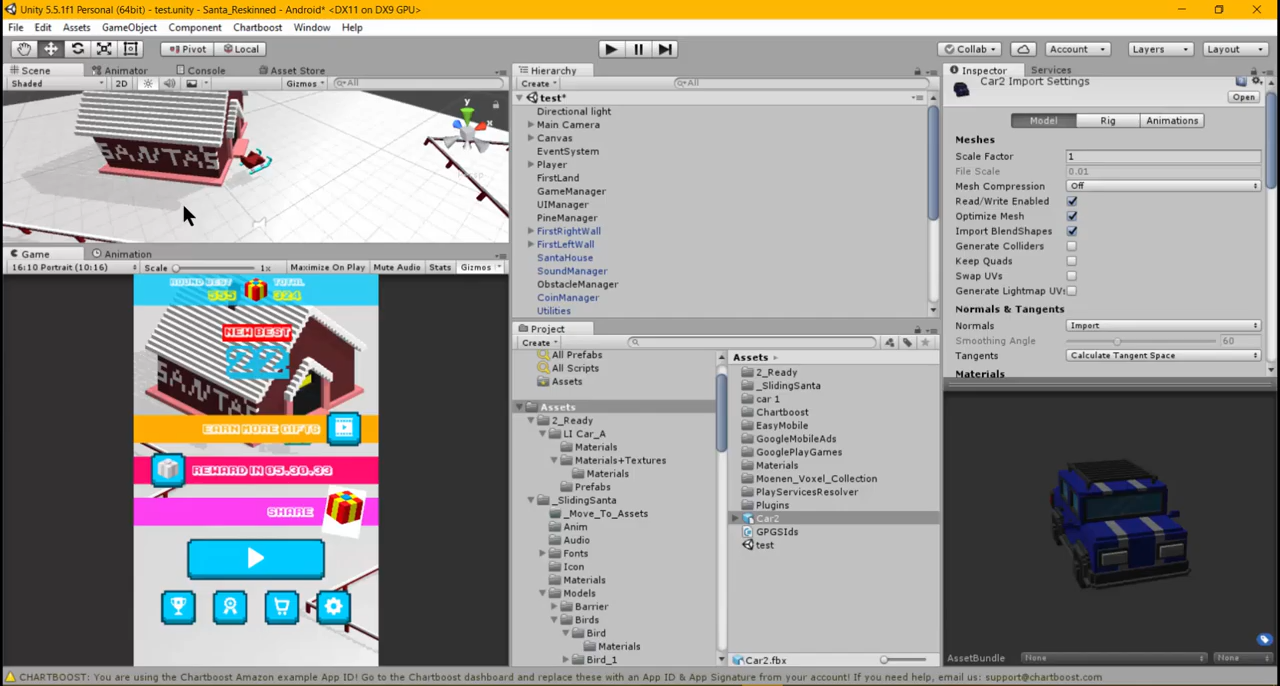 Unity 5.5.1f1 Personal (64bit) - test.unity - Santa_Reskinned - Android* <DX11 on DX9 GPU>
File Edit Assets GameObject Component Chartboost Window Help
Pivot Local Collab Account Layers Layout
Scene Animator Console Asset Store
Shaded 2D Gizmos All
SANTAS
y
Persp
Game Animation
16:10 Portrait (10:16) Scale 1x Maximize On Play Mute Audio Stats Gizmos
ROUND BEST TOTAL
555 324
NEW BEST
22
SANTAS
EARN MORE GIFTS
REWARD IN 05.30.33
SHARE
Hierarchy
Create All
test*
Directional light
Main Camera
Canvas
EventSystem
Player
FirstLand
GameManager
UIManager
PineManager
FirstRightWall
FirstLeftWall
SantaHouse
SoundManager
ObstacleManager
CoinManager
Utilities
Project
Create
All Prefabs
All Scripts
Assets
Assets
2_Ready
LI Car_A
Materials
Materials+Textures
Materials
Prefabs
_SlidingSanta
_Move_To_Assets
Anim
Audio
Fonts
Icon
Materials
Models
Barrier
Birds
Bird
Materials
Bird_1
Assets
2_Ready
_SlidingSanta
car 1
Chartboost
EasyMobile
GoogleMobileAds
GooglePlayGames
Materials
Moenen_Voxel_Collection
PlayServicesResolver
Plugins
Car2
GPGSIds
test
Car2.fbx
Inspector Services
Car2 Import Settings
Open
Model Rig Animations
Meshes
Scale Factor 1
File Scale 0.01
Mesh Compression Off
Read/Write Enabled
Optimize Mesh
Import BlendShapes
Generate Colliders
Keep Quads
Swap UVs
Generate Lightmap UVs
Normals & Tangents
Normals Import
Smoothing Angle 60
Tangents Calculate Tangent Space
Materials
AssetBundle None None
CHARTBOOST: You are using the Chartboost Amazon example App ID! Go to the Chartboost dashboard and replace these with an App ID & App Signature from your account! If you need help, email us: support@chartboost.com